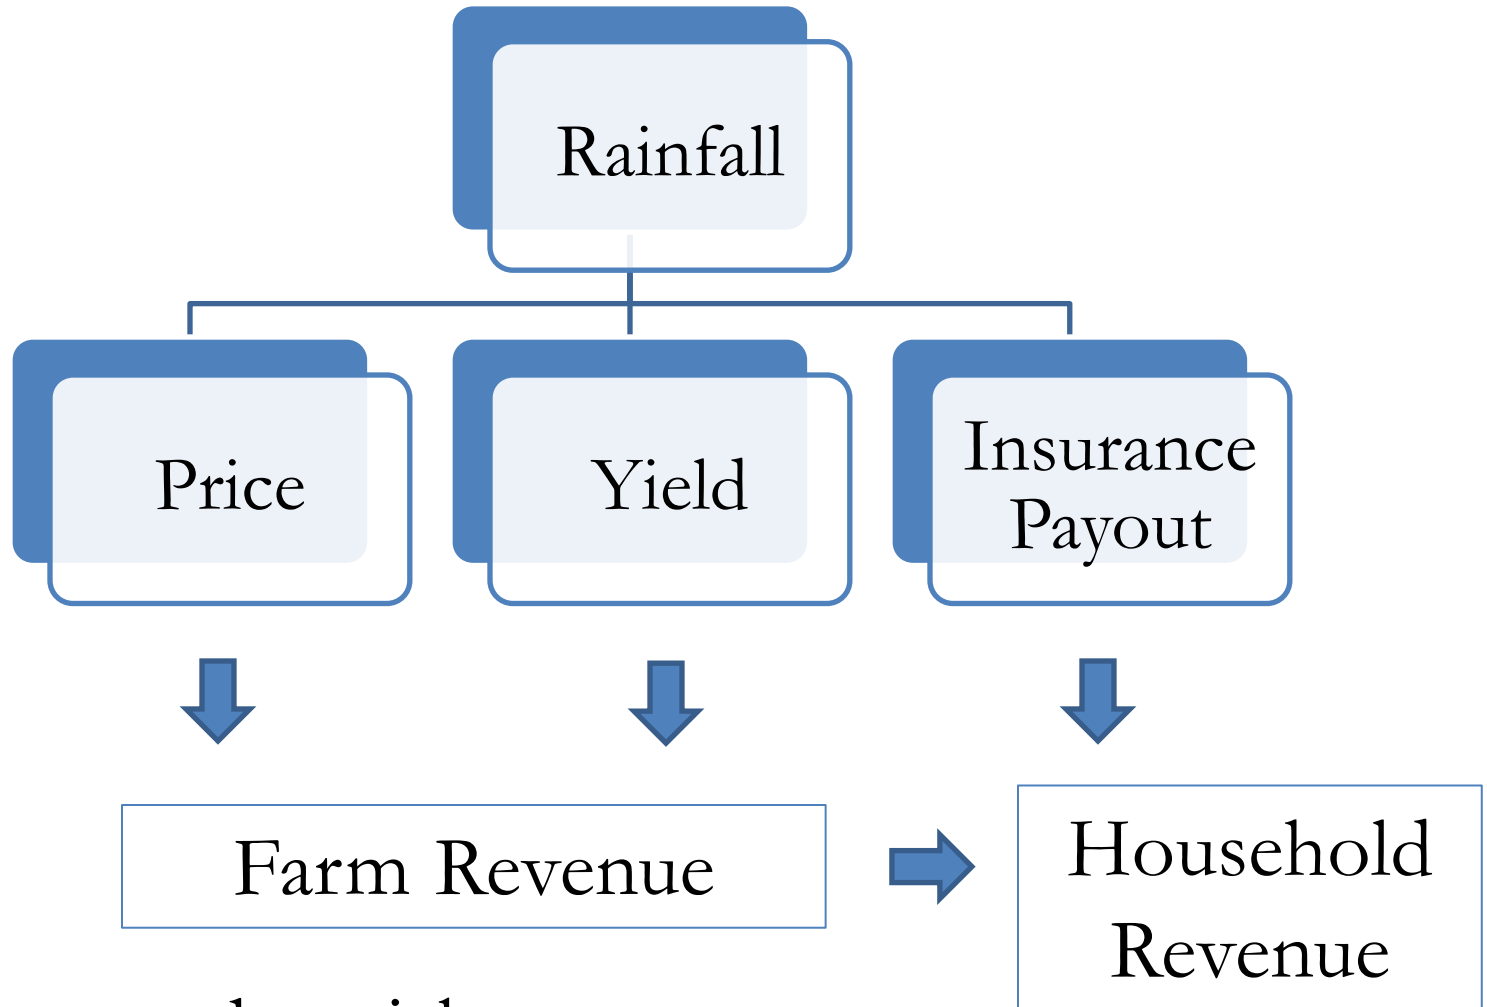 Rainfall
Price
Yield
Insurance
Payout
Farm Revenue
Household
Revenue